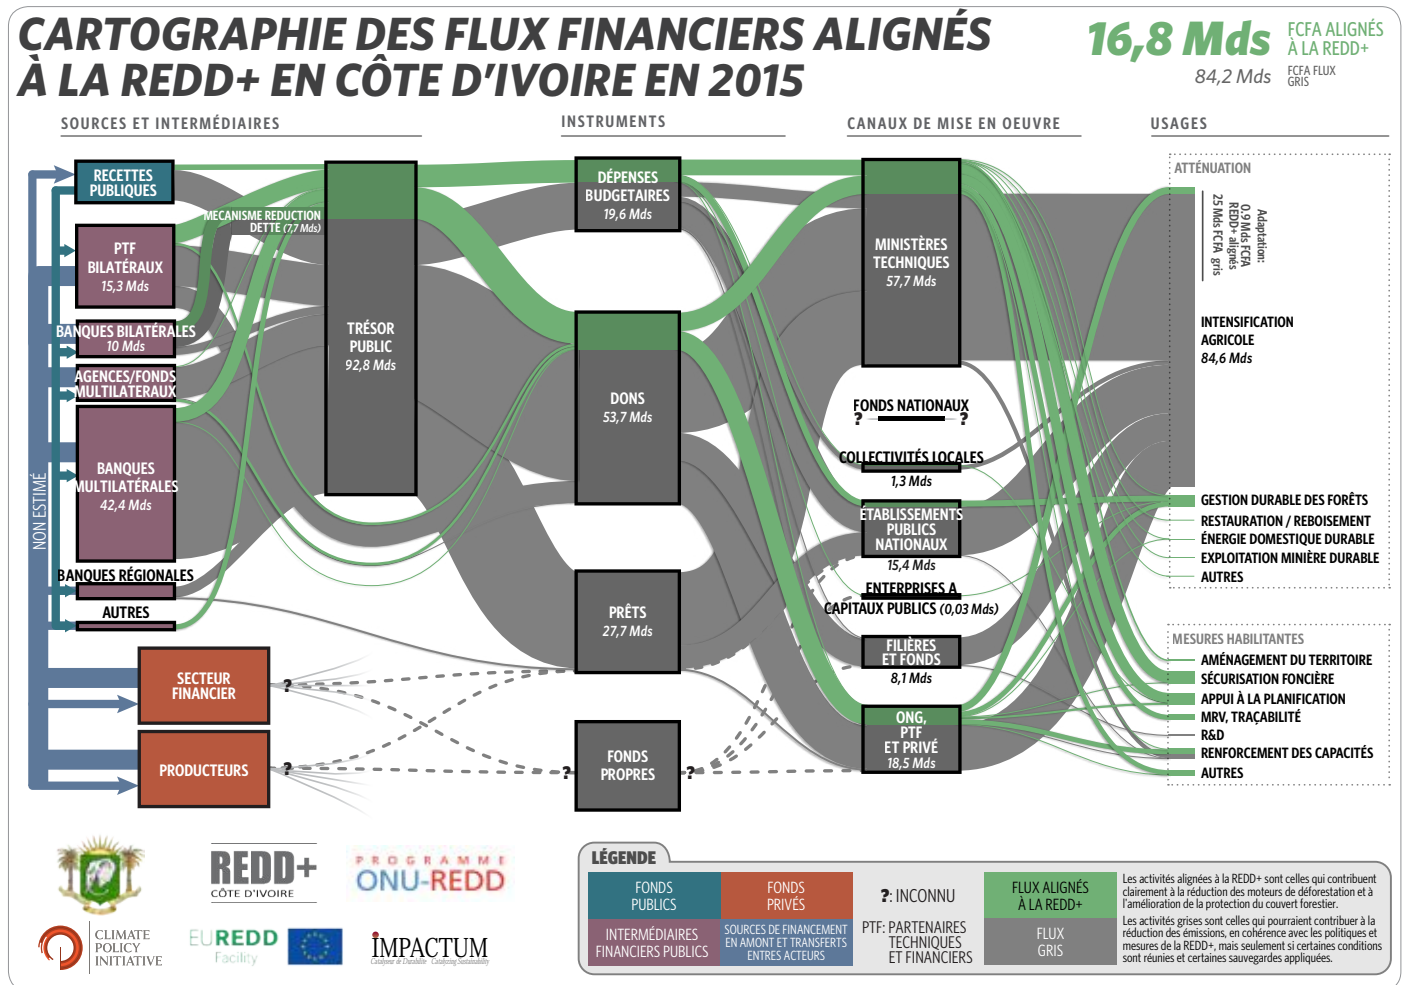 CARTOGRAPHIE DES FLUX FINANCIERS ALIGNÉS
À LA REDD+ EN CÔTE D'IVOIRE EN 2015
16,8 Mds
FCFA ALIGNÉS
À LA REDD+
84,2 Mds
FCFA FLUX
GRIS
SOURCES ET INTERMÉDIAIRES
INSTRUMENTS
CANAUX DE MISE EN OEUVRE
USAGES
RECETTES
PUBLIQUES
PTF
BILATÉRAUX
15,3 Mds
BANQUES BILATÉRALES
10 Mds
AGENCES/FONDS
MULTILATERAUX
BANQUES
MULTILATÉRALES
42,4 Mds
BANQUES RÉGIONALES
AUTRES
NON ESTIMÉ
SECTEUR
FINANCIER
?
PRODUCTEURS
?
MECANISME REDUCTION
DETTE (7,7 Mds)
TRÉSOR
PUBLIC
92,8 Mds
DÉPENSES
BUDGETAIRES
19,6 Mds
DONS
53,7 Mds
PRÊTS
27,7 Mds
?
FONDS
PROPRES
?
MINISTÈRES
TECHNIQUES
57,7 Mds
FONDS NATIONAUX
? ?
COLLECTIVITÉS LOCALES
1,3 Mds
ÉTABLISSEMENTS
PUBLICS
NATIONAUX
15,4 Mds
ENTERPRISES A
CAPITAUX PUBLICS (0,03 Mds)
FILIÈRES
ET FONDS
8,1 Mds
ONG,
PTF
ET PRIVÉ
18,5 Mds
ATTÉNUATION
Adaptation:
0,9 Mds FCFA
REDD+ alignés
25 Mds FCFA gris
INTENSIFICATION
AGRICOLE
84,6 Mds
GESTION DURABLE DES FORÊTS
RESTAURATION / REBOISEMENT
ÉNERGIE DOMESTIQUE DURABLE
EXPLOITATION MINIÈRE DURABLE
AUTRES
MESURES HABILITANTES
AMÉNAGEMENT DU TERRITOIRE
SÉCURISATION FONCIÈRE
APPUI À LA PLANIFICATION
MRV, TRAÇABILITÉ
R&D
RENFORCEMENT DES CAPACITÉS
AUTRES
REDD+
CÔTE D'IVOIRE
PROGRAMME
ONU-REDD
CLIMATE
POLICY
INITIATIVE
EUREDD
Facility
IMPACTUM
Catalyseur de Durabilité Catalyzing Sustainability
LÉGENDE
FONDS
PUBLICS
FONDS
PRIVÉS
INTERMÉDIAIRES
FINANCIERS PUBLICS
SOURCES DE FINANCEMENT
EN AMONT ET TRANSFERTS
ENTRES ACTEURS
?: INCONNU
PTF: PARTENAIRES
TECHNIQUES
ET FINANCIERS
FLUX ALIGNÉS
À LA REDD+
FLUX
GRIS
Les activités alignées à la REDD+ sont celles qui contribuent
clairement à la réduction des moteurs de déforestation et à
l'amélioration de la protection du couvert forestier.
Les activités grises sont celles qui pourraient contribuer à la
réduction des émissions, en cohérence avec les politiques et
mesures de la REDD+, mais seulement si certaines conditions
sont réunies et certaines sauvegardes appliquées.